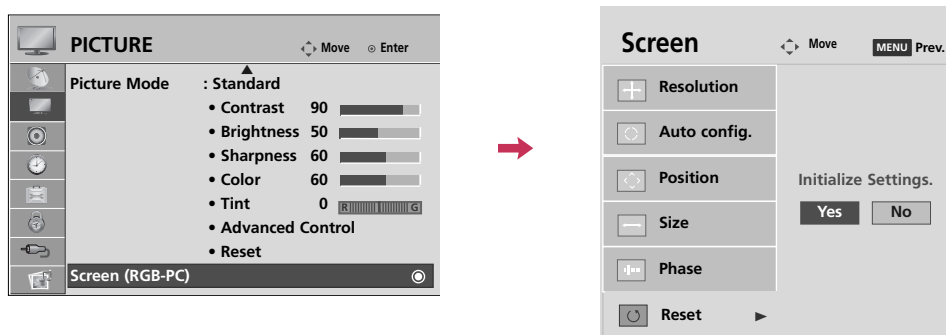 PICTURE Move Enter
Picture Mode : Standard
• Contrast 90
• Brightness 50
• Sharpness 60
• Color 60
• Tint 0 R G
• Advanced Control
• Reset
Screen (RGB-PC)
Screen Move MENU Prev.
Resolution
Auto config.
Position
Size
Phase
Reset
Initialize Settings.
Yes No